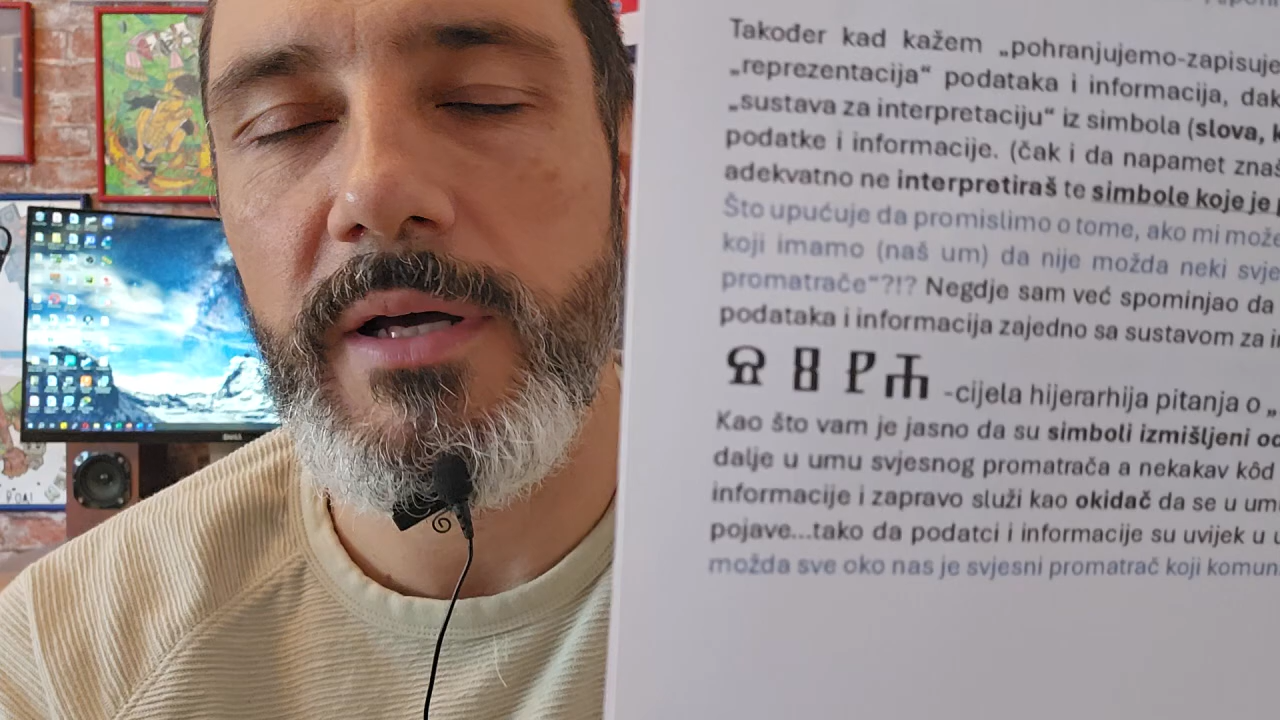 Također kad kažem „pohranjujemo-zapisuje
„reprezentacija“ podataka i informacija, dak
„sustava za interpretaciju“ iz simbola (slova, k
podatke i informacije. (čak i da napamet znaš
adekvatno ne interpretiraš te simbole koje je
Što upućuje da promislimo o tome, ako mi može
koji imamo (naš um) da nije možda neki svje
promatrače“?!? Negdje sam već spominjao da
podataka i informacija zajedno sa sustavom za i
-cijela hijerarhija pitanja o „
Kao što vam je jasno da su simboli izmišljeni od
dalje u umu svjesnog promatrača a nekakav kôd
informacije i zapravo služi kao okidač da se u um
pojave...tako da podatci i informacije su uvijek u u
možda sve oko nas je svjesni promatrač koji komun